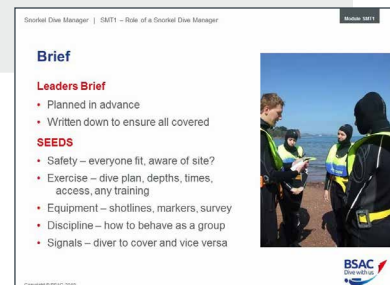 Snorkel Dive Manager | SMT1 – Role of a Snorkel Dive Manager
Module SMT1
Brief
Leaders Brief
• Planned in advance
• Written down to ensure all covered
SEEDS
• Safety – everyone fit, aware of site?
• Exercise – dive plan, depths, times,
access, any training
• Equipment – shotlines, markers, survey
• Discipline – how to behave as a group
• Signals – diver to cover and vice versa
BSAC
Dive with us
Copyright © BSAC